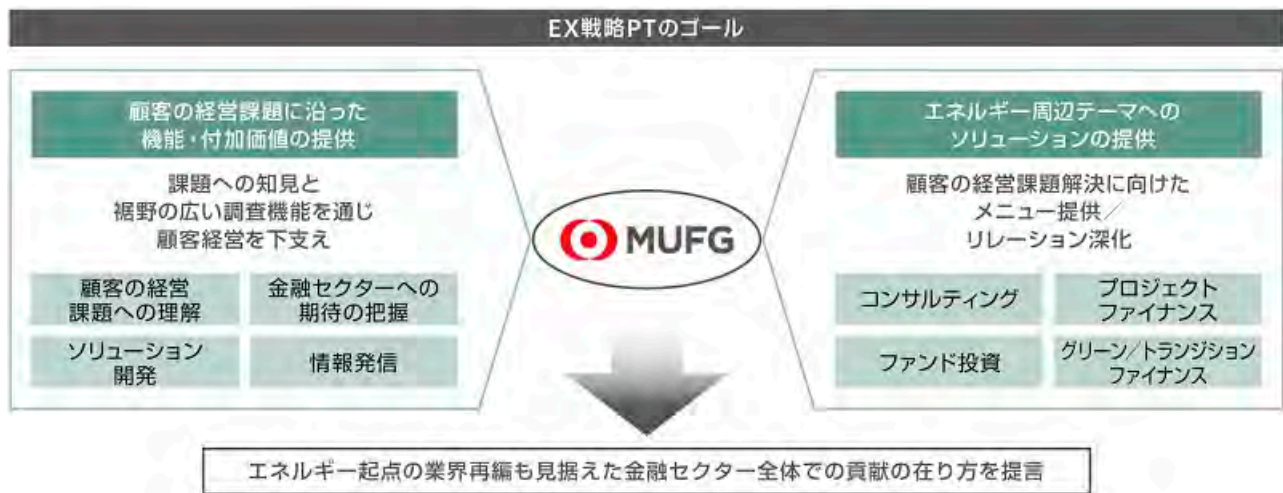 EX戦略PTのゴール
顧客の経営課題に沿った
機能・付加価値の提供
課題への知見と
裾野の広い調査機能を通じ
顧客経営を下支え
顧客の経営
課題への理解
金融セクターへの
期待の把握
ソリューション
開発
情報発信
MUFG
エネルギー周辺テーマへの
ソリューションの提供
顧客の経営課題解決に向けた
メニュー提供/
リレーション深化
コンサルティング
プロジェクト
ファイナンス
ファンド投資
グリーン/トランジション
ファイナンス
エネルギー起点の業界再編も見据えた金融セクター全体での貢献の在り方を提言